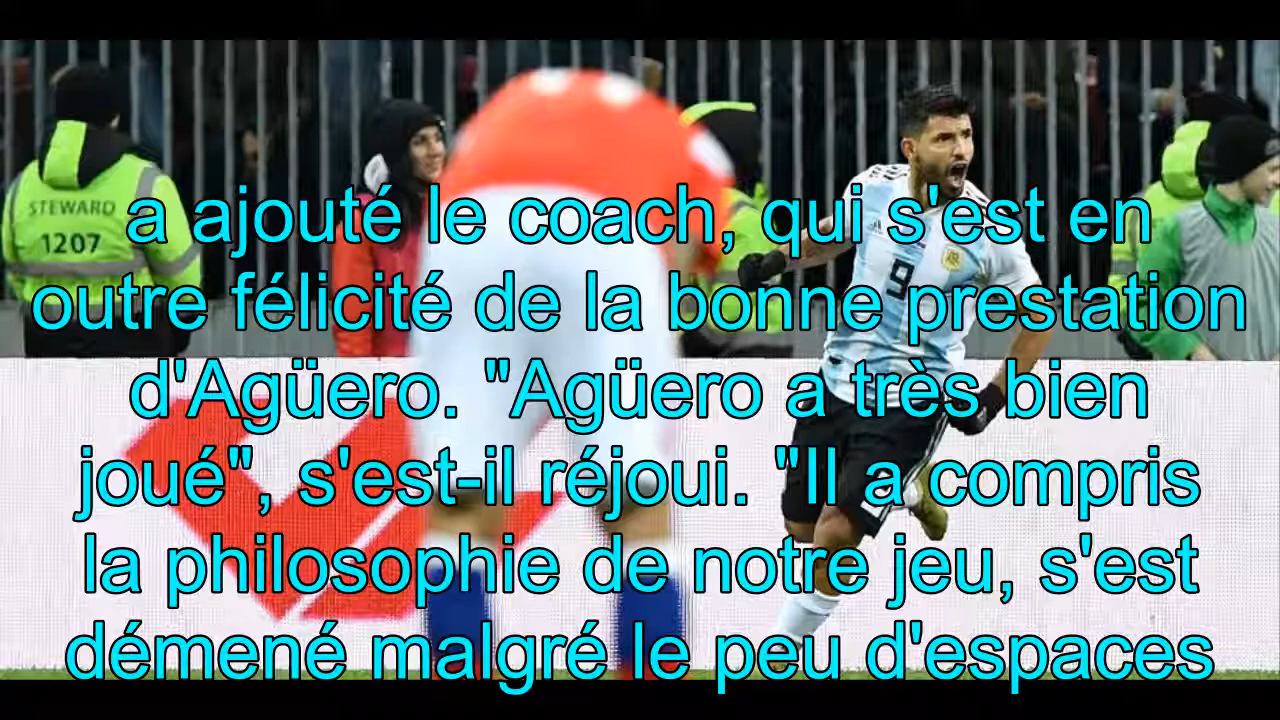 STEWARD
1207
9
a ajouté le coach, qui s'est en
outre félicité de la bonne prestation
d'Agüero. "Agüero a très bien
joué", s'est-il réjoui. "Il a compris
la philosophie de notre jeu, s'est
démené malgré le peu d'espaces